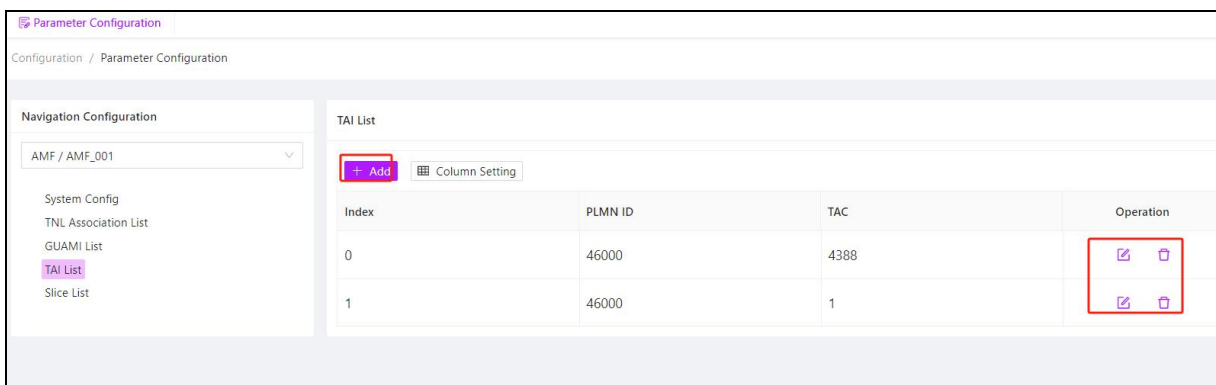 Parameter Configuration
Configuration / Parameter Configuration
Navigation Configuration
AMF / AMF_001
System Config
TNL Association List
GUAMI List
TAI List
Slice List
TAI List
+ Add Column Setting
Index PLMN ID TAC Operation
0 46000 4388
1 46000 1